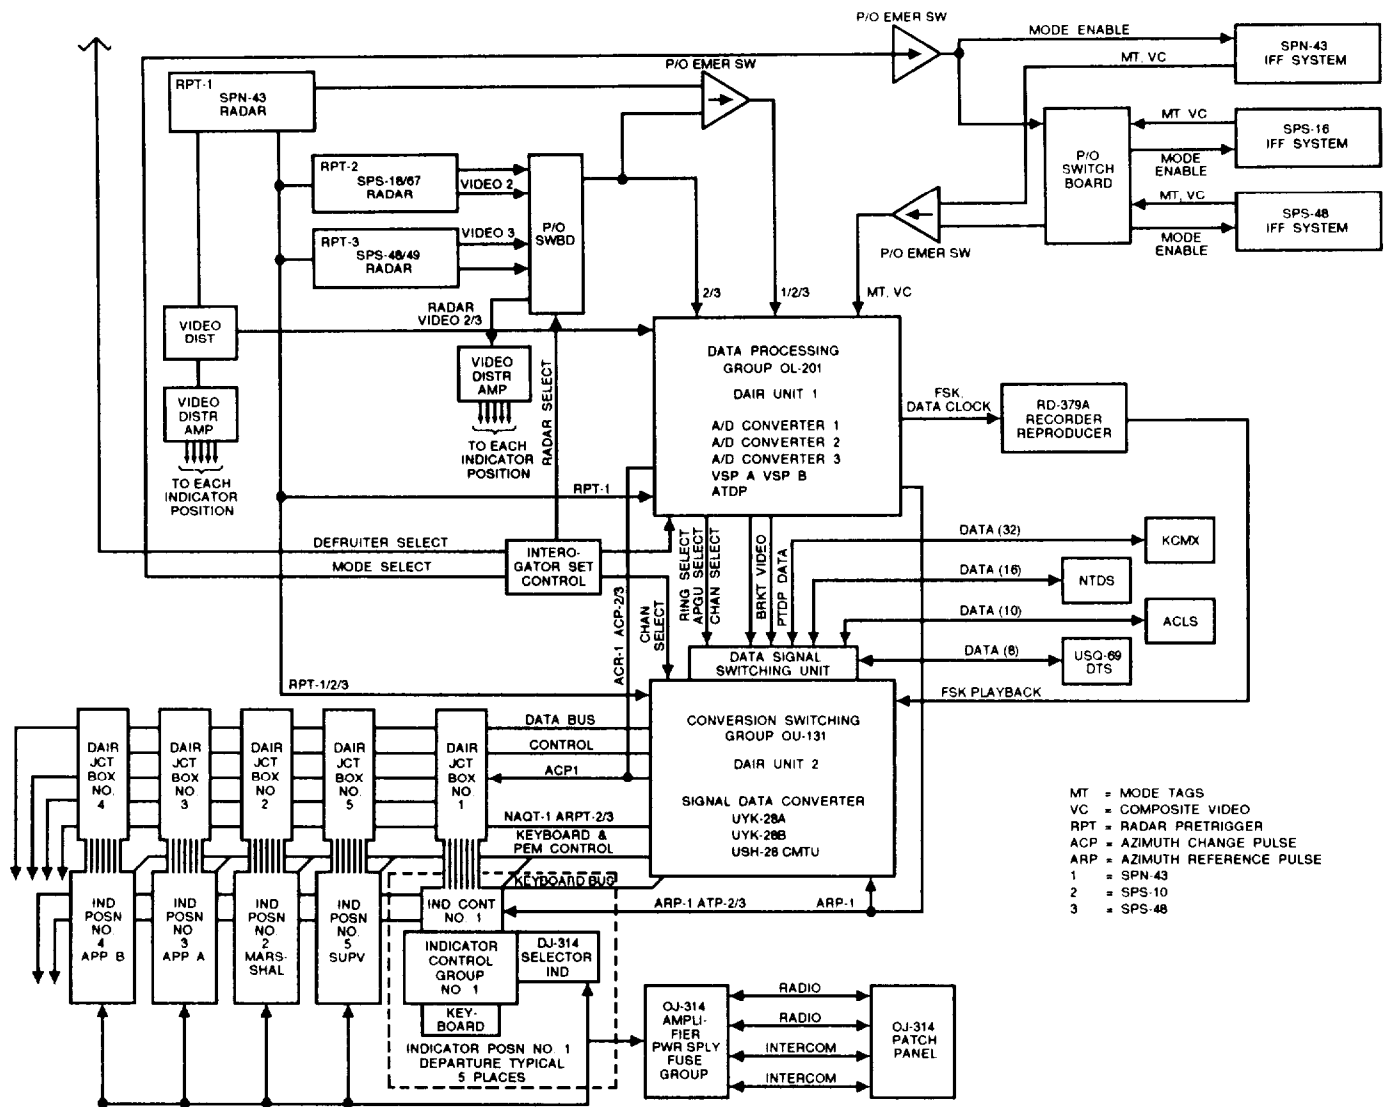 P/O EMER SW
MODE ENABLE
SPN-43
IFF SYSTEM
MT, VC
P/O EMER SW
RPT-1
SPN-43
RADAR
MT VC
SPS-16
IFF SYSTEM
MODE
ENABLE
P/O
SWITCH
BOARD
MT, VC
SPS-48
IFF SYSTEM
MODE
ENABLE
P/O EMER SW
RPT-2
SPS-18/67
RADAR
VIDEO 2
P/O
SWBD
RPT-3
SPS-48/49
RADAR
VIDEO 3
2/3
1/2/3
MT, VC
RADAR
VIDEO 2/3
VIDEO
DIST
VIDEO
DISTR
AMP
TO EACH
INDICATOR
POSITION
VIDEO
DISTR
AMP
TO EACH
INDICATOR
POSITION
RADAR SELECT
DATA PROCESSING
GROUP OL-201
DAIR UNIT 1
A/D CONVERTER 1
A/D CONVERTER 2
A/D CONVERTER 3
VSP A VSP B
ATDP
FSK,
DATA CLOCK
RD-379A
RECORDER
REPRODUCER
RPT-1
DEFRUITER SELECT
MODE SELECT
INTERO-
GATOR SET
CONTROL
ACR-1 ACP-2/3
CHAN
SELECT
RING SELECT
APGU SELECT
CHAN SELECT
BRKT VIDEO
PTDP DATA
DATA (32)
KCMX
DATA (16)
NTDS
DATA (10)
ACLS
DATA (8)
USQ-69
DTS
DATA SIGNAL
SWITCHING UNIT
FSK PLAYBACK
RPT-1/2/3
CONVERSION SWITCHING
GROUP OU-131
DAIR UNIT 2
SIGNAL DATA CONVERTER
UYK-28A
UYK-28B
USH-26 CMTU
DATA BUS
CONTROL
ACP1
NAQT-1 ARPT-2/3
KEYBOARD &
PEM CONTROL
KEYBOARD BUS
DAIR
JCT
BOX
NO.
4
DAIR
JCT
BOX
NO.
3
DAIR
JCT
BOX
NO.
2
DAIR
JCT
BOX
NO.
5
DAIR
JCT
BOX
NO.
1
MT = MODE TAGS
VC = COMPOSITE VIDEO
RPT = RADAR PRETRIGGER
ACP = AZIMUTH CHANGE PULSE
ARP = AZIMUTH REFERENCE PULSE
1 = SPN-43
2 = SPS-10
3 = SPS-48
IND
POSN
NO.
4
APP B
IND
POSN
NO.
3
APP A
IND
POSN
NO.
2
MARS-
SHAL
IND
POSN
NO.
5
SUPV
IND CONT
NO. 1
ARP-1 ATP-2/3
ARP-1
INDICATOR
CONTROL
GROUP
NO 1
DJ-314
SELECTOR
IND
KEY-
BOARD
INDICATOR POSN NO. 1
DEPARTURE TYPICAL
5 PLACES
OJ-314
AMPLI-
FIER
PWR SPLY
FUSE
GROUP
RADIO
RADIO
INTERCOM
INTERCOM
OJ-314
PATCH
PANEL